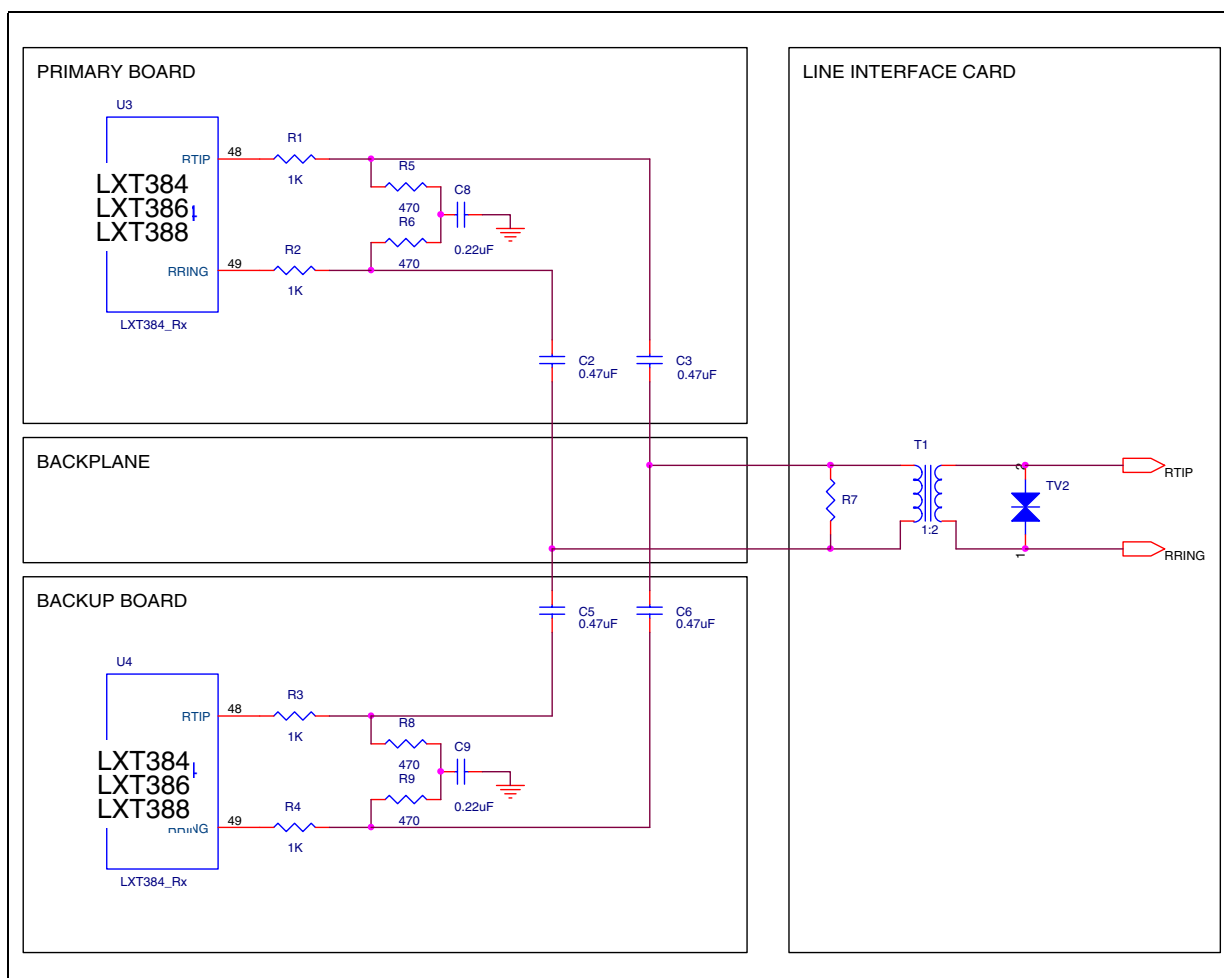 PRIMARY BOARD
U3
RTIP
48
R1
1K
LXT384
LXT386
LXT388
R5
470
R6
470
C8
0.22uF
RRING
49
R2
1K
LXT384_Rx
C2
0.47uF
C3
0.47uF
BACKPLANE
BACKUP BOARD
C5
0.47uF
C6
0.47uF
U4
RTIP
48
R3
1K
LXT384
LXT386
LXT388
R8
470
R9
470
C9
0.22uF
49
R4
1K
LXT384_Rx
LINE INTERFACE CARD
R7
T1
1:2
2
TV2
1
RTIP
RRING